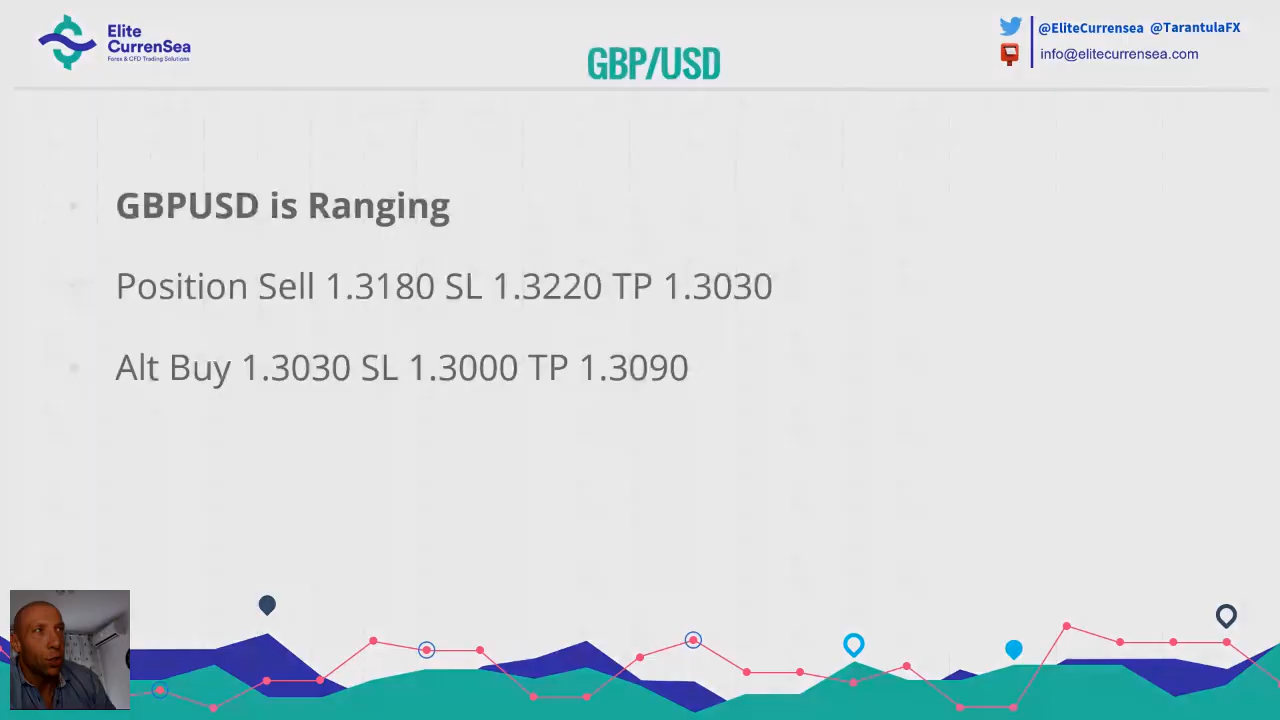 Elite
CurrenSea
Forex & CFD Trading Solutions
GBP/USD
@EliteCurrensea @TarantulaFX
info@elitecurrensea.com
GBPUSD is Ranging
Position Sell 1.3180 SL 1.3220 TP 1.3030
Alt Buy 1.3030 SL 1.3000 TP 1.3090